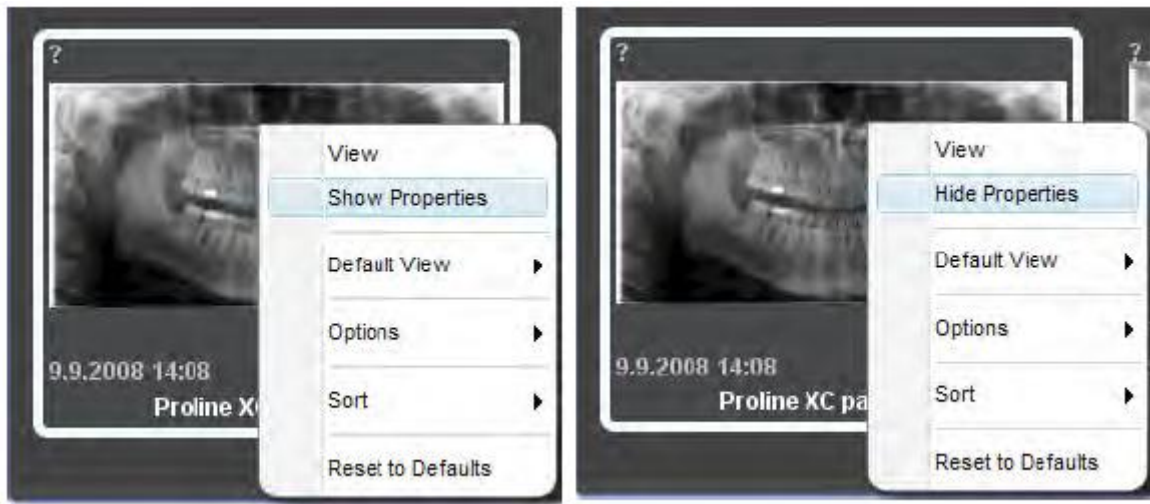 ?
View
Show Properties
Default View
Options
9.9.2008 14:08
Sort
Proline X
Reset to Defaults
?
?
View
Hide Properties
Default View
Options
9.9.2008 14:08
Sort
Proline XC pa
Reset to Defaults